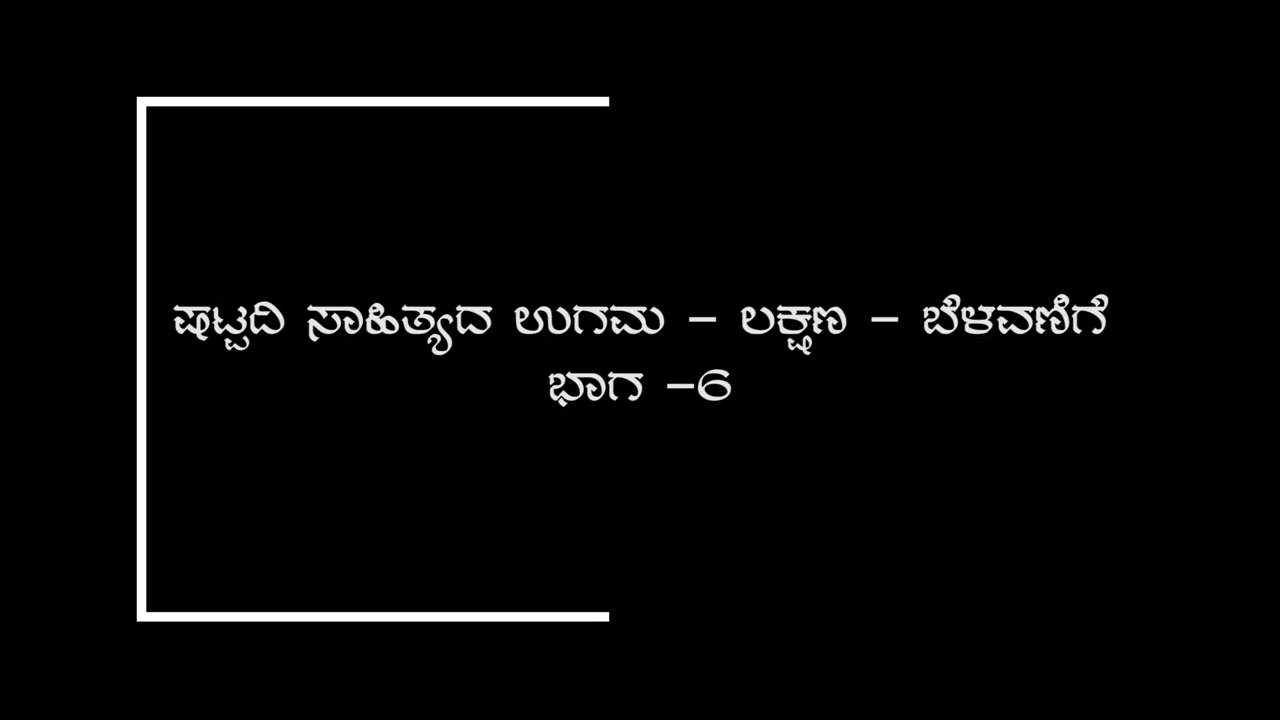 ಷಟ್ಪದಿ ಸಾಹಿತ್ಯದ ಉಗಮ – ಲಕ್ಷಣ – ಬೆಳವಣಿಗೆ
ಭಾಗ –6